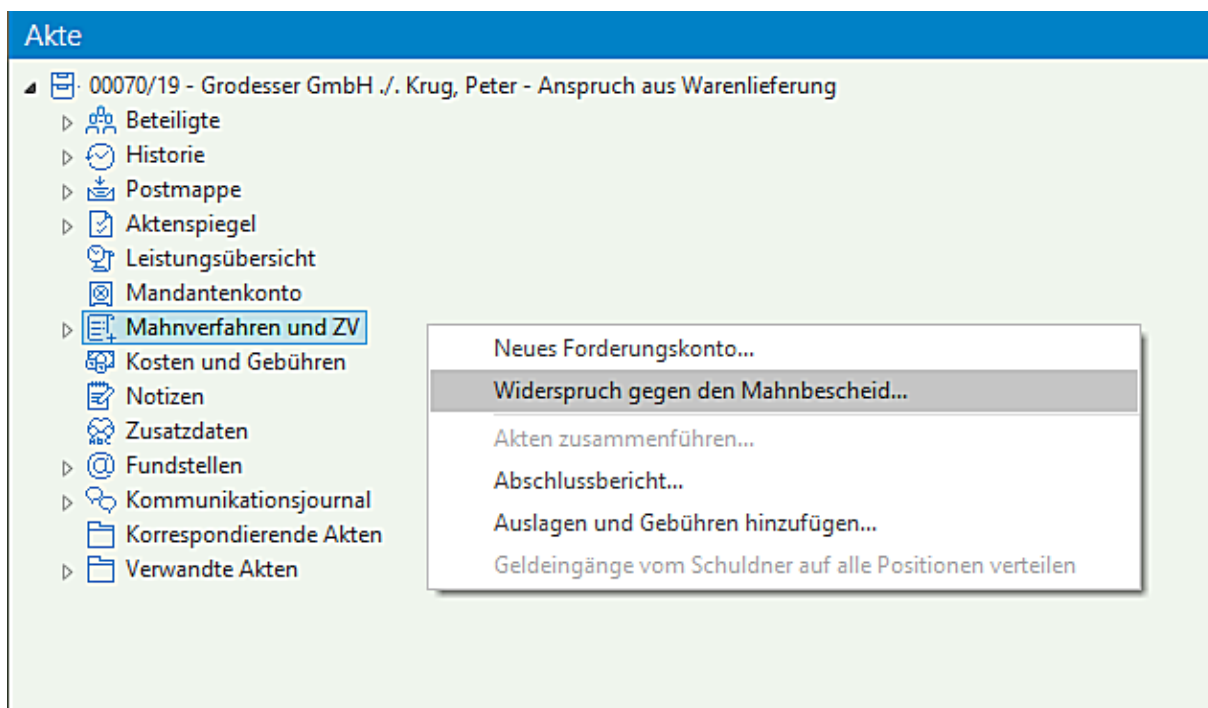 Akte
00070/19 - Grodesser GmbH ./. Krug, Peter - Anspruch aus Warenlieferung
Beteiligte
Historie
Postmappe
Aktenspiegel
Leistungsübersicht
Mandantenkonto
Mahnverfahren und ZV
Kosten und Gebühren
Notizen
Zusatzdaten
Fundstellen
Kommunikationsjournal
Korrespondierende Akten
Verwandte Akten
Neues Forderungskonto...
Widerspruch gegen den Mahnbescheid...
Akten zusammenführen...
Abschlussbericht...
Auslagen und Gebühren hinzufügen...
Geldeingänge vom Schuldner auf alle Positionen verteilen